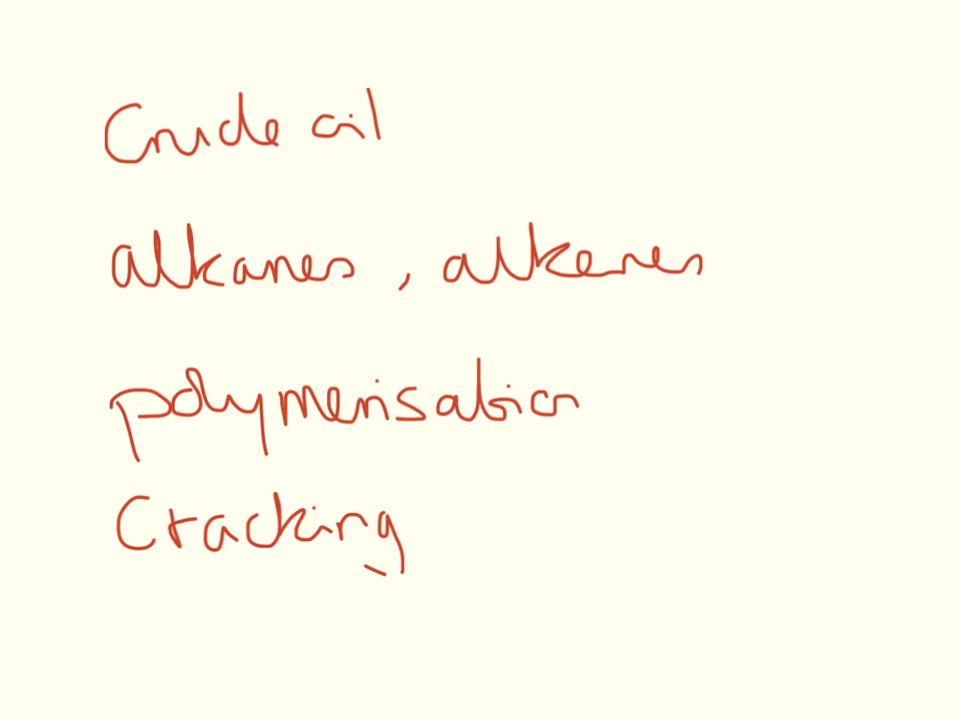 Crude oil
alkanes, alkenes
polymerisation
Cracking